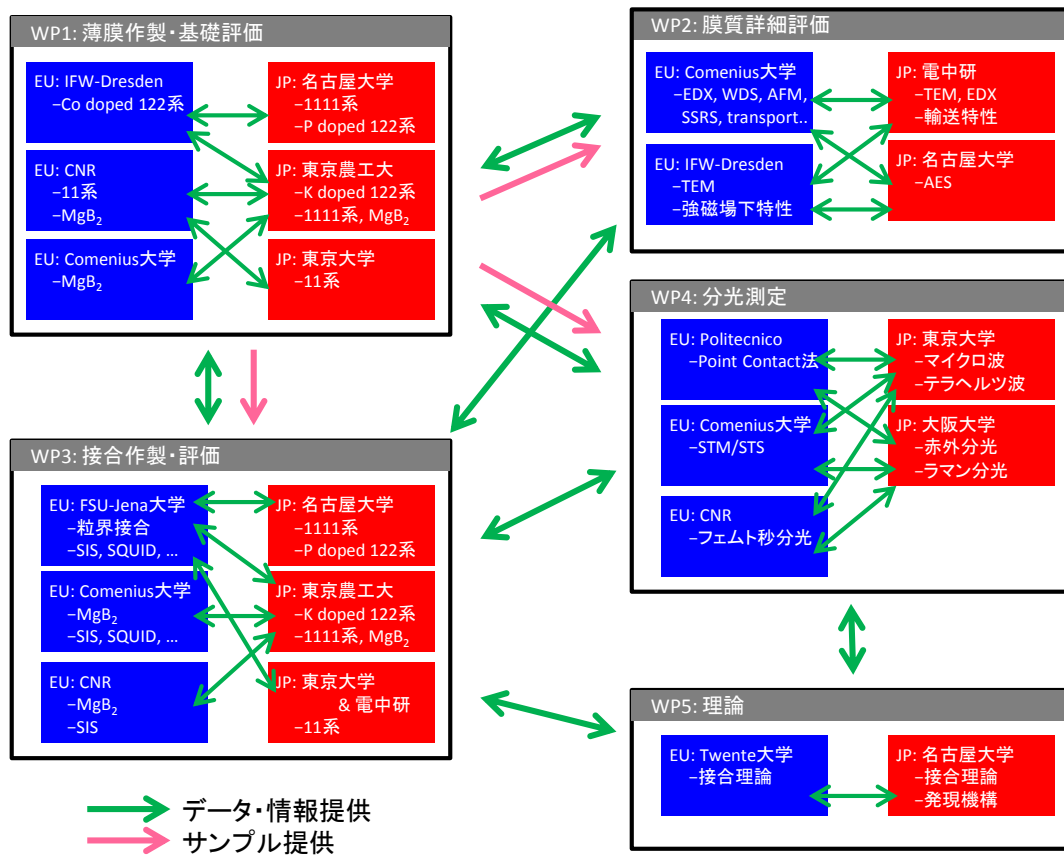 WP1: 薄膜作製・基礎評価
EU: IFW-Dresden
−Co doped 122系
EU: CNR
−11系
−MgB₂
EU: Comenius大学
−MgB₂
JP: 名古屋大学
−1111系
−P doped 122系
JP: 東京農工大
−K doped 122系
−1111系, MgB₂
JP: 東京大学
−11系
WP2: 膜質詳細評価
EU: Comenius大学
−EDX, WDS, AFM,
SSRS, transport..
EU: IFW-Dresden
−TEM
−強磁場下特性
JP: 電中研
−TEM, EDX
−輸送特性
JP: 名古屋大学
−AES
WP3: 接合作製・評価
EU: FSU-Jena大学
−粒界接合
−SIS, SQUID, ...
EU: Comenius大学
−MgB₂
−SIS, SQUID, ...
EU: CNR
−MgB₂
−SIS
JP: 名古屋大学
−1111系
−P doped 122系
JP: 東京農工大
−K doped 122系
−1111系, MgB₂
JP: 東京大学
& 電中研
−11系
WP4: 分光測定
EU: Politecnico
−Point Contact法
EU: Comenius大学
−STM/STS
EU: CNR
−フェムト秒分光
JP: 東京大学
−マイクロ波
−テラヘルツ波
JP: 大阪大学
−赤外分光
−ラマン分光
WP5: 理論
EU: Twente大学
−接合理論
JP: 名古屋大学
−接合理論
−発現機構
データ・情報提供
サンプル提供